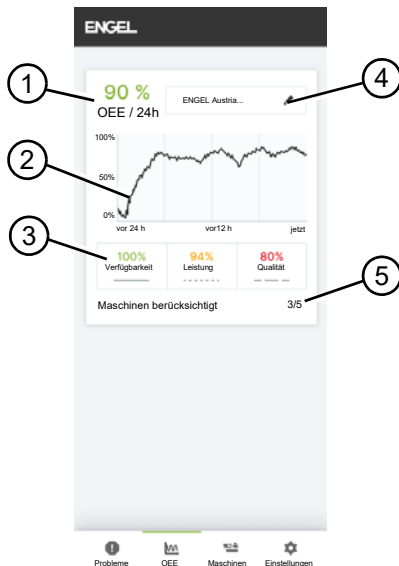 ENGEL
1
90 %
OEE / 24h
ENGEL Austria...
4
100%
50%
0%
2
vor 24 h
vor12 h
jetzt
3
100%
94%
80%
Verfügbarkeit
Leistung
Qualität
5
Maschinen berücksichtigt
3/5
Probleme
OEE
Maschinen
Einstellungen